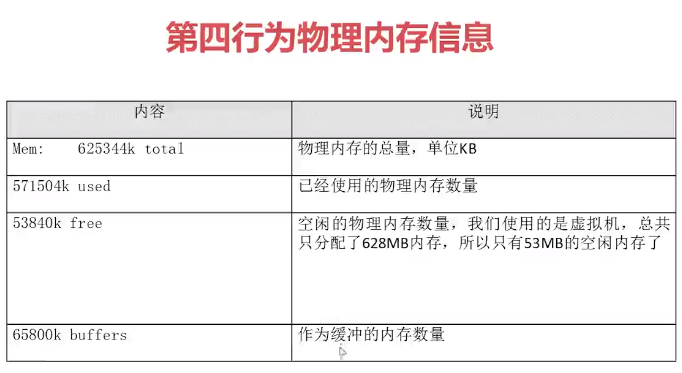 第四行为物理内存信息
内容 说明
Mem: 625344k total 物理内存的总量，单位KB
571504k used 已经使用的物理内存数量
53840k free 空闲的物理内存数量，我们使用的是虚拟机，总共
只分配了628MB内存，所以只有53MB的空闲内存了
65800k buffers 作为缓冲的内存数量